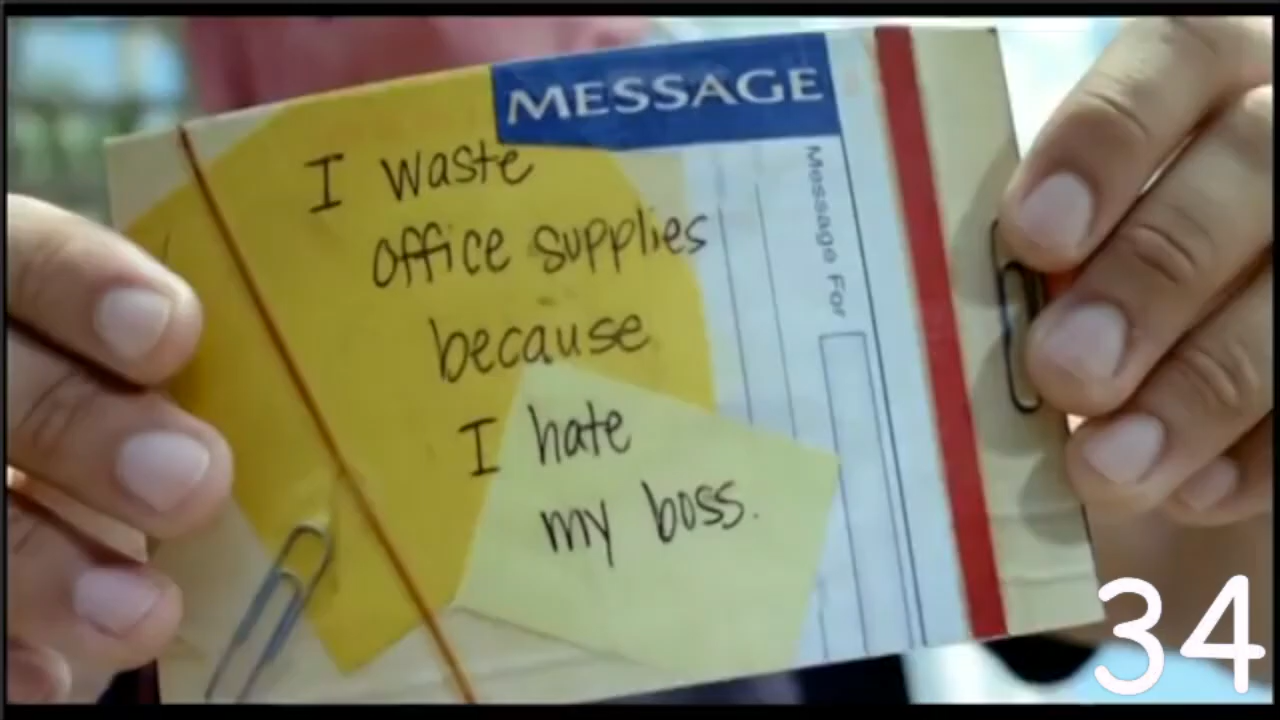 MESSAGE
Message For
I waste
office supplies
because
I hate
my boss.
34